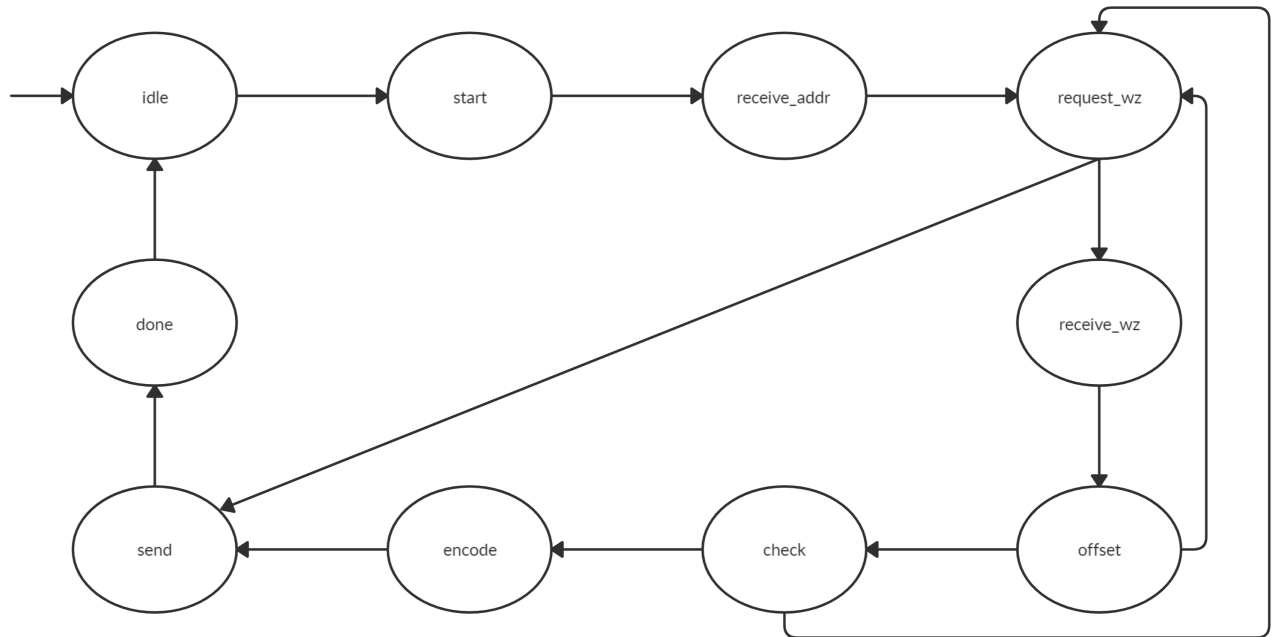 idle
start
receive_addr
request_wz
done
receive_wz
send
encode
check
offset